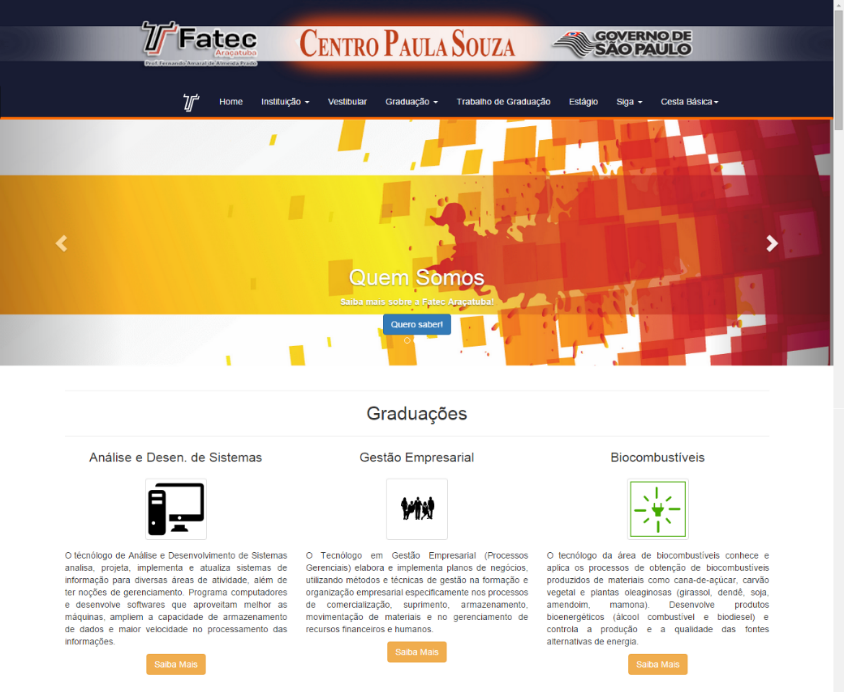 Fatec
Araçatuba
Prof. Fernando Amaral de Almeida Prado
CENTRO PAULA SOUZA
GOVERNO DE
SÃO PAULO
Home Instituição Vestibular Graduação Trabalho de Graduação Estágio Siga Cesta Básica
Quem Somos
Saiba mais sobre a Fatec Araçatuba!
Quero saber!
Graduações
Análise e Desen. de Sistemas
O técnólogo de Análise e Desenvolvimento de Sistemas
analisa, projeta, implementa e atualiza sistemas de
informação para diversas áreas de atividade, além de
ter noções de gerenciamento. Programa computadores
e desenvolve softwares que aproveitam melhor as
máquinas, ampliem a capacidade de armazenamento
de dados e maior velocidade no processamento das
informações.
Saiba Mais
Gestão Empresarial
O Tecnólogo em Gestão Empresarial (Processos
Gerenciais) elabora e implementa planos de negócios,
utilizando métodos e técnicas de gestão na formação e
organização empresarial especificamente nos processos
de comercialização, suprimento, armazenamento,
movimentação de materiais e no gerenciamento de
recursos financeiros e humanos.
Saiba Mais
Biocombustíveis
O tecnólogo da área de biocombustíveis conhece e
aplica os processos de obtenção de biocombustíveis
produzidos de materiais como cana-de-açúcar, carvão
vegetal e plantas oleaginosas (girassol, dendê, soja,
amendoim, mamona). Desenvolve produtos
bioenergéticos (álcool combustível e biodiesel) e
controla a produção e a qualidade das fontes
alternativas de energia.
Saiba Mais